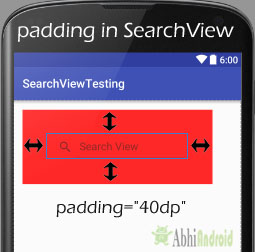 padding in SearchView
6:00
SearchViewTesting
Search View
padding="40dp"
AbhiAndroid